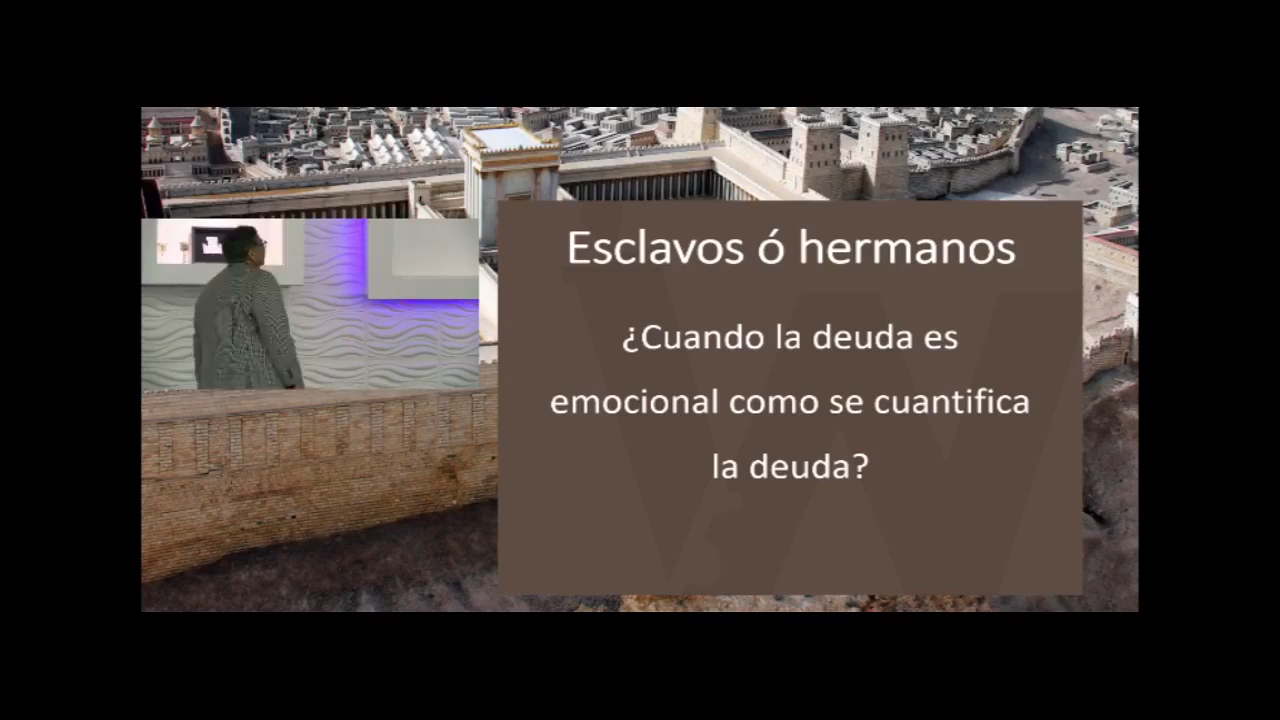 Esclavos ó hermanos
¿Cuando la deuda es
emocional como se cuantifica
la deuda?